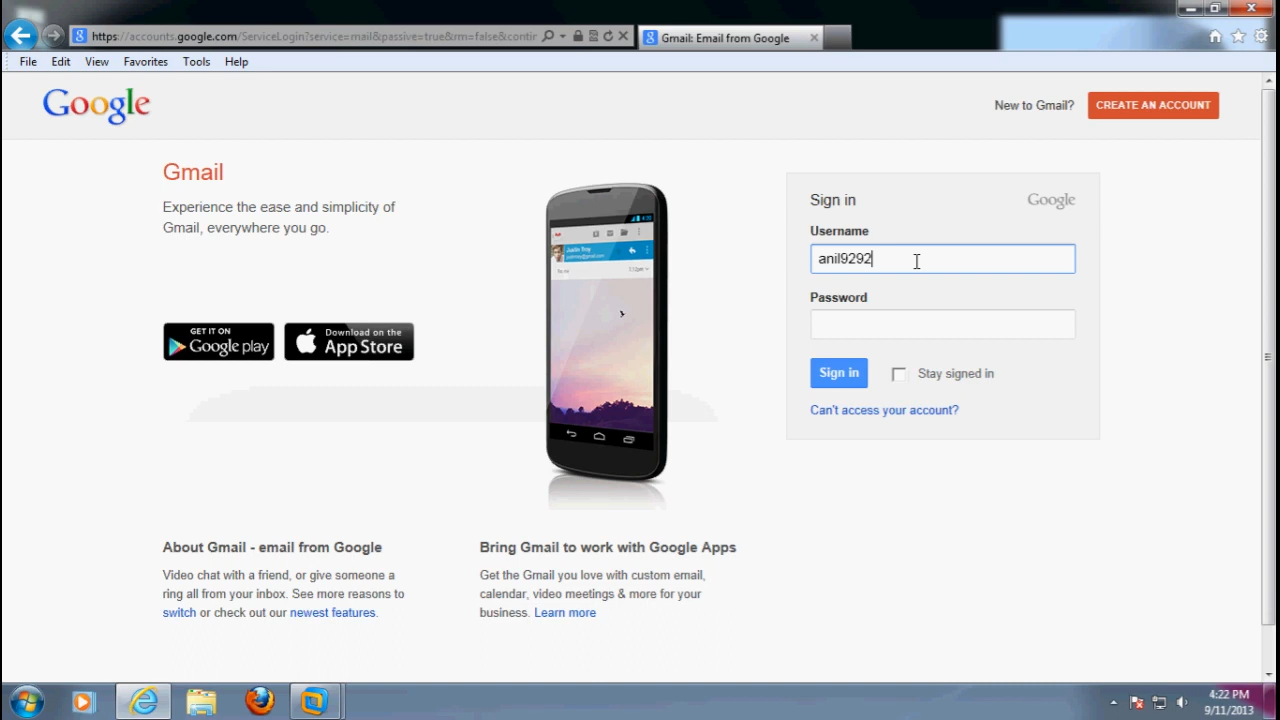 https://accounts.google.com/ServiceLogin?service=mail&passive=true&rm=false&contir
Gmail: Email from Google
File Edit View Favorites Tools Help
Google
New to Gmail? CREATE AN ACCOUNT
Gmail
Experience the ease and simplicity of
Gmail, everywhere you go.
GET IT ON
Google play
Download on the
App Store
Sign in Google
Username
anil9292
Password
Sign in Stay signed in
Can't access your account?
About Gmail - email from Google
Video chat with a friend, or give someone a
ring all from your inbox. See more reasons to
switch or check out our newest features.
Bring Gmail to work with Google Apps
Get the Gmail you love with custom email,
calendar, video meetings & more for your
business. Learn more
4:22 PM
9/11/2013